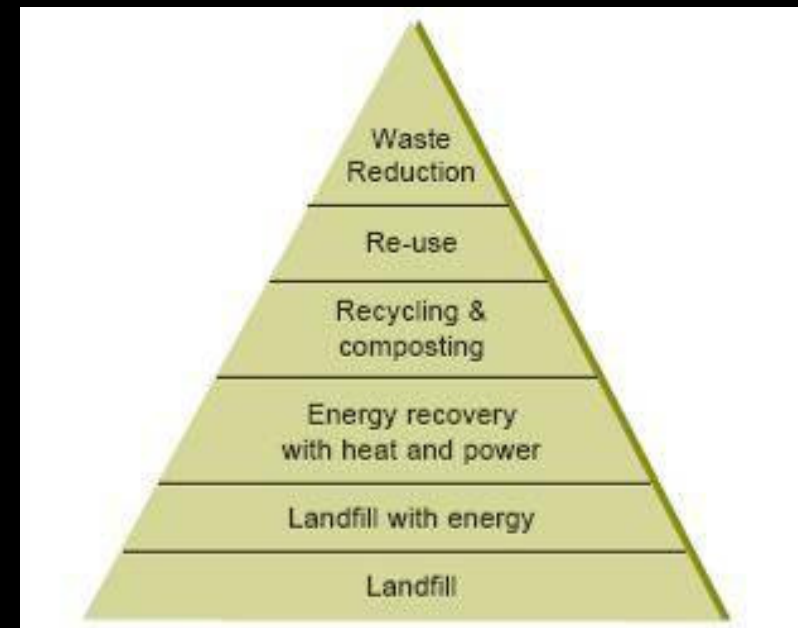 Waste
Reduction
Re-use
Recycling &
composting
Energy recovery
with heat and power
Landfill with energy
Landfill